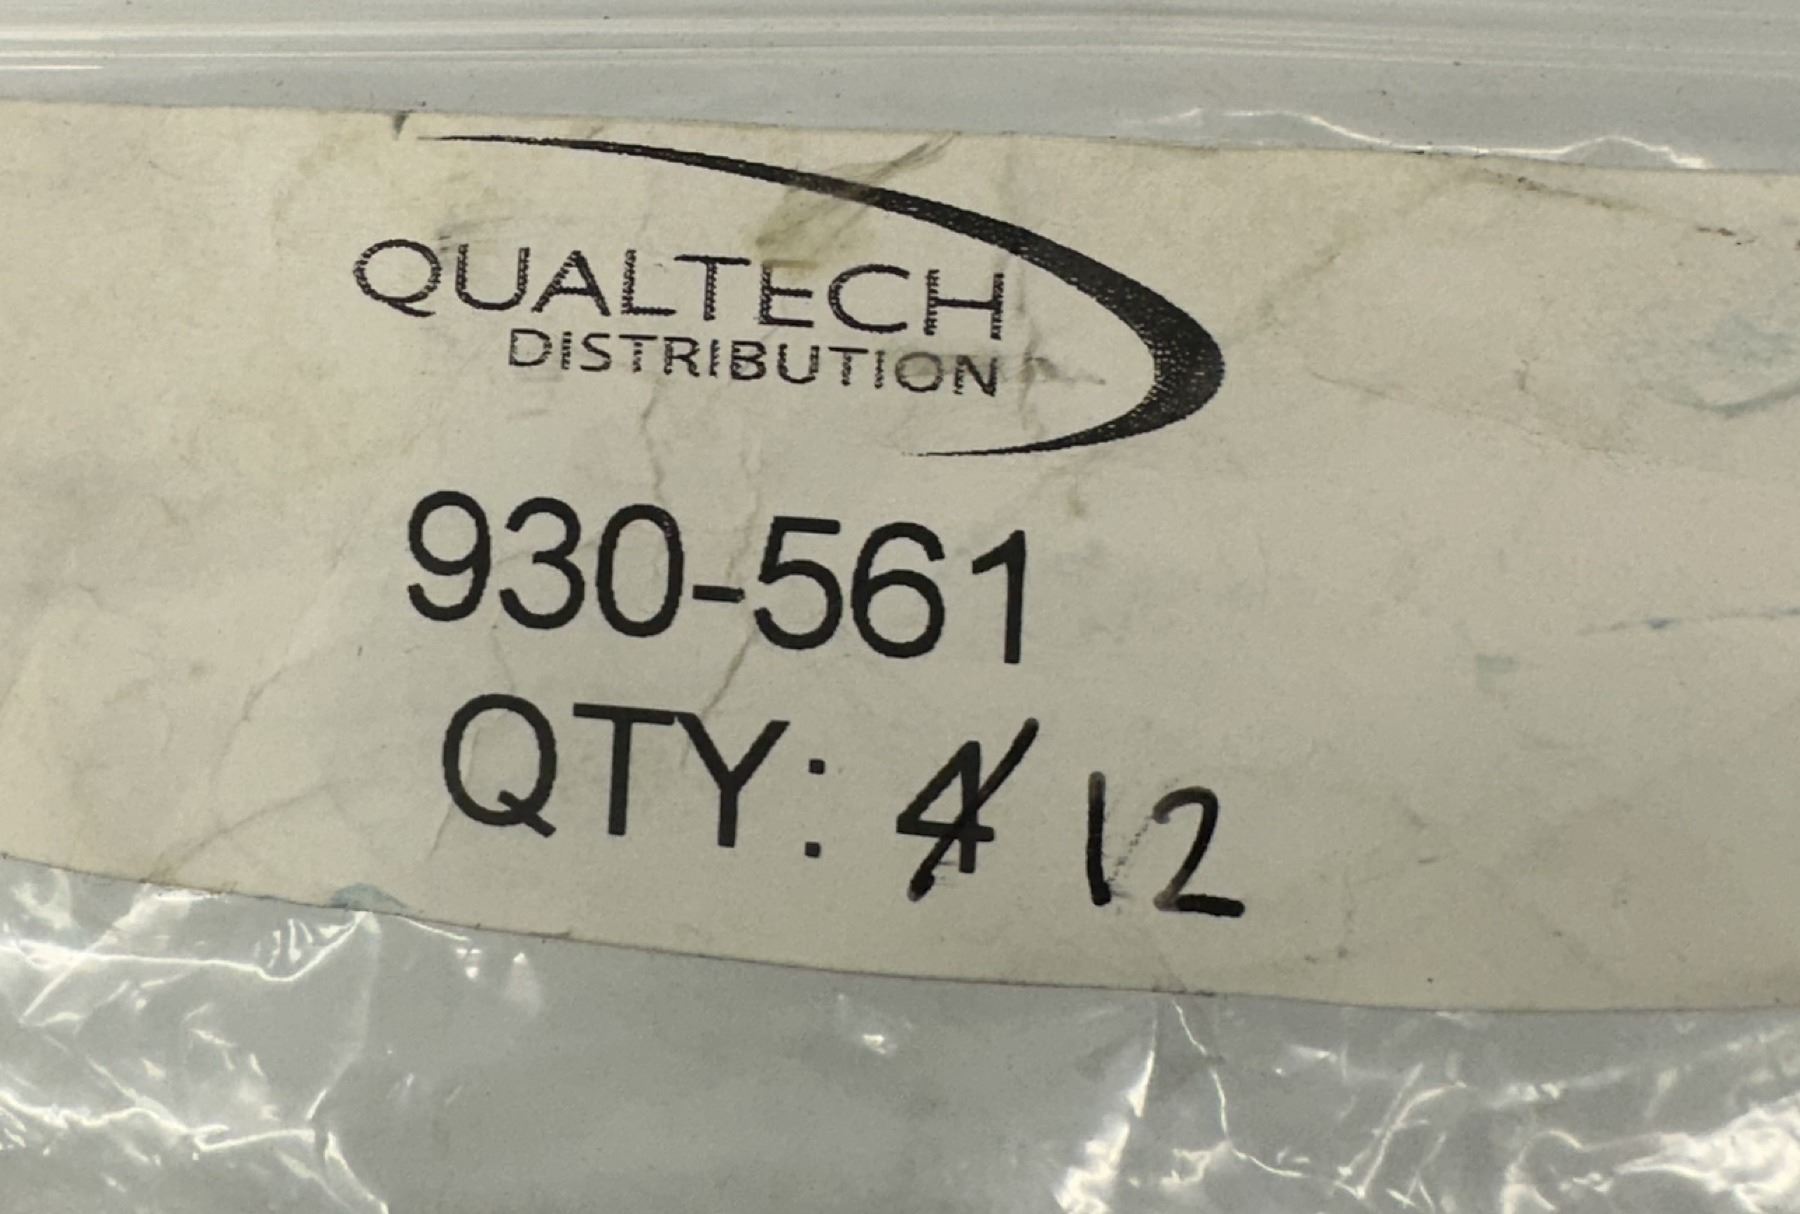 QUALTECH
DISTRIBUTION
930-561
QTY: 4 12